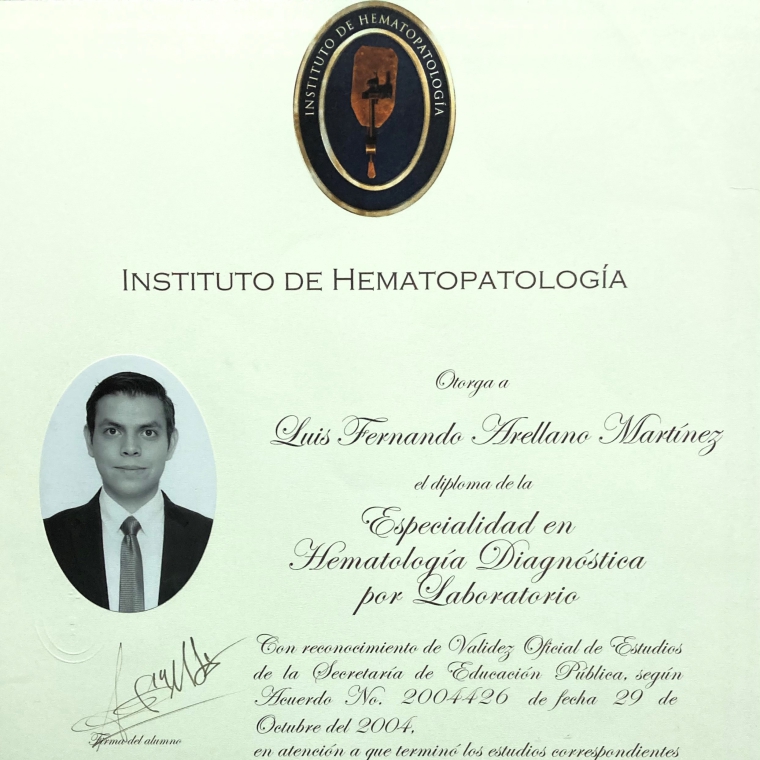 INSTITUTO DE HEMATOPATOLOGÍA
INSTITUTO DE HEMATOPATOLOGÍA
Otorga a
Luis Fernando Arellano Martínez
el diploma de la
Especialidad en
Hematología Diagnóstica
por Laboratorio
Con reconocimiento de Validez Oficial de Estudios
de la Secretaría de Educación Pública, según
Acuerdo No. 2004426 de fecha 29 de
Octubre del 2004,
Firma del alumno
en atención a que terminó los estudios correspondientes